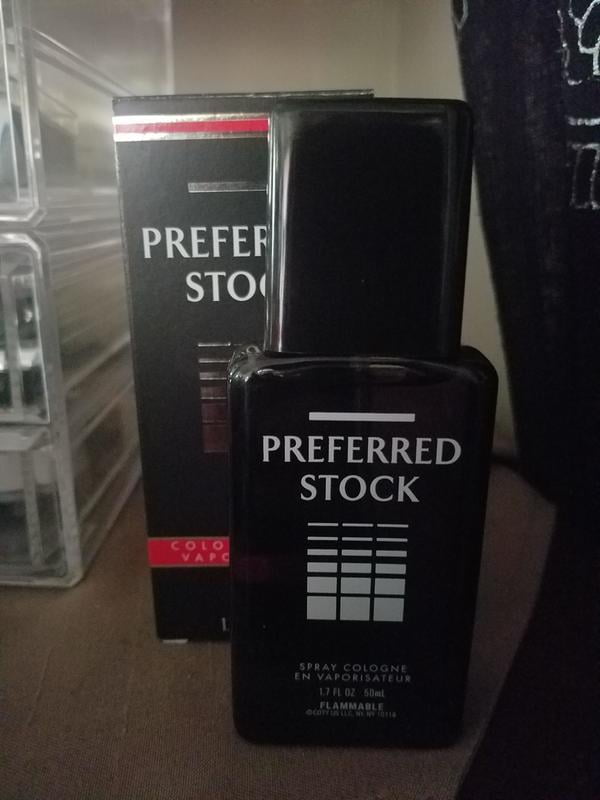 PREFER
STOC
COLO
VAPO
PREFERRED
STOCK
SPRAY COLOGNE
EN VAPORISATEUR
1.7 FL OZ 50mL
FLAMMABLE
©COTY US LLC, NY, NY 10118